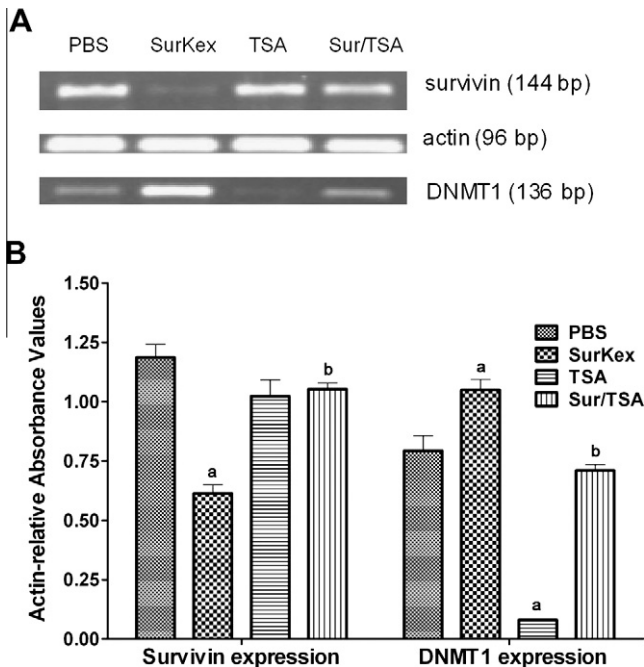 A
PBS SurKex TSA Sur/TSA
survivin (144 bp)
actin (96 bp)
DNMT1 (136 bp)
B
Actin-relative Absorbance Values
1.50
1.25
1.00
0.75
0.50
0.25
0.00
a
b
a
a
b
PBS
SurKex
TSA
Sur/TSA
Survivin expression DNMT1 expression